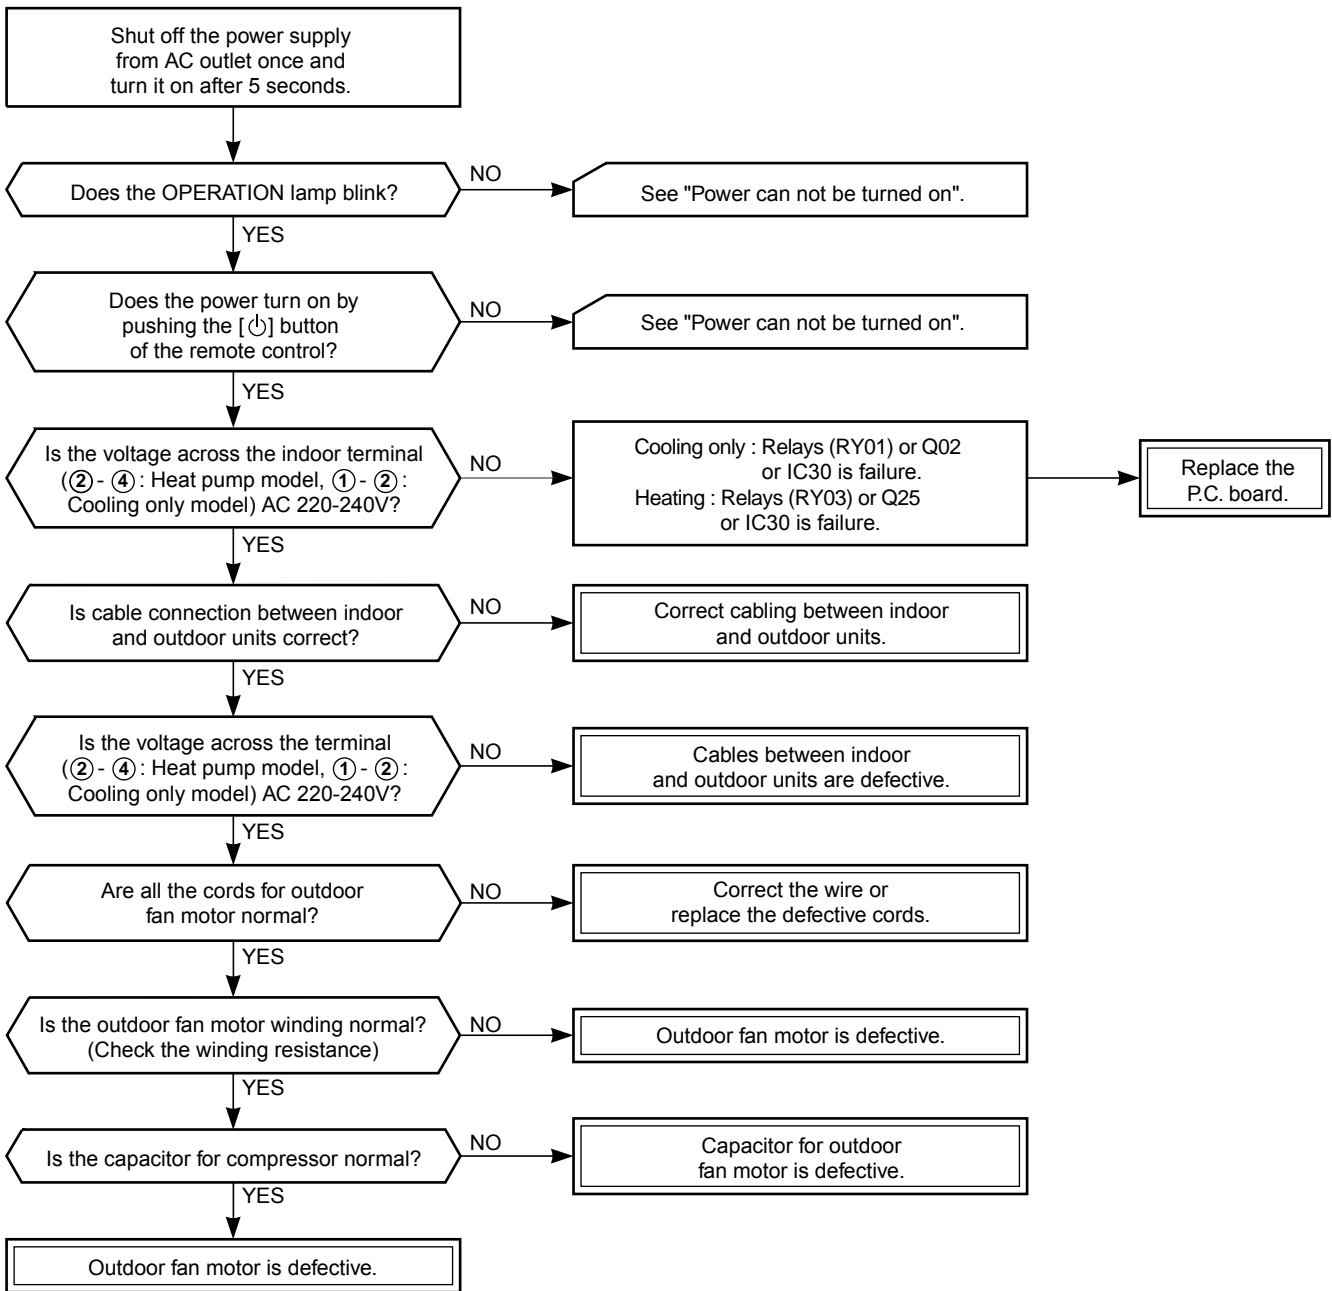 Shut off the power supply
from AC outlet once and
turn it on after 5 seconds.
Does the OPERATION lamp blink?
NO
See "Power can not be turned on".
YES
Does the power turn on by
pushing the [⏻] button
of the remote control?
NO
See "Power can not be turned on".
YES
Is the voltage across the indoor terminal
(② - ④ : Heat pump model, ① - ② :
Cooling only model) AC 220-240V?
NO
Cooling only : Relays (RY01) or Q02
or IC30 is failure.
Heating : Relays (RY03) or Q25
or IC30 is failure.
Replace the
P.C. board.
YES
Is cable connection between indoor
and outdoor units correct?
NO
Correct cabling between indoor
and outdoor units.
YES
Is the voltage across the terminal
(② - ④ : Heat pump model, ① - ② :
Cooling only model) AC 220-240V?
NO
Cables between indoor
and outdoor units are defective.
YES
Are all the cords for outdoor
fan motor normal?
NO
Correct the wire or
replace the defective cords.
YES
Is the outdoor fan motor winding normal?
(Check the winding resistance)
NO
Outdoor fan motor is defective.
YES
Is the capacitor for compressor normal?
NO
Capacitor for outdoor
fan motor is defective.
YES
Outdoor fan motor is defective.